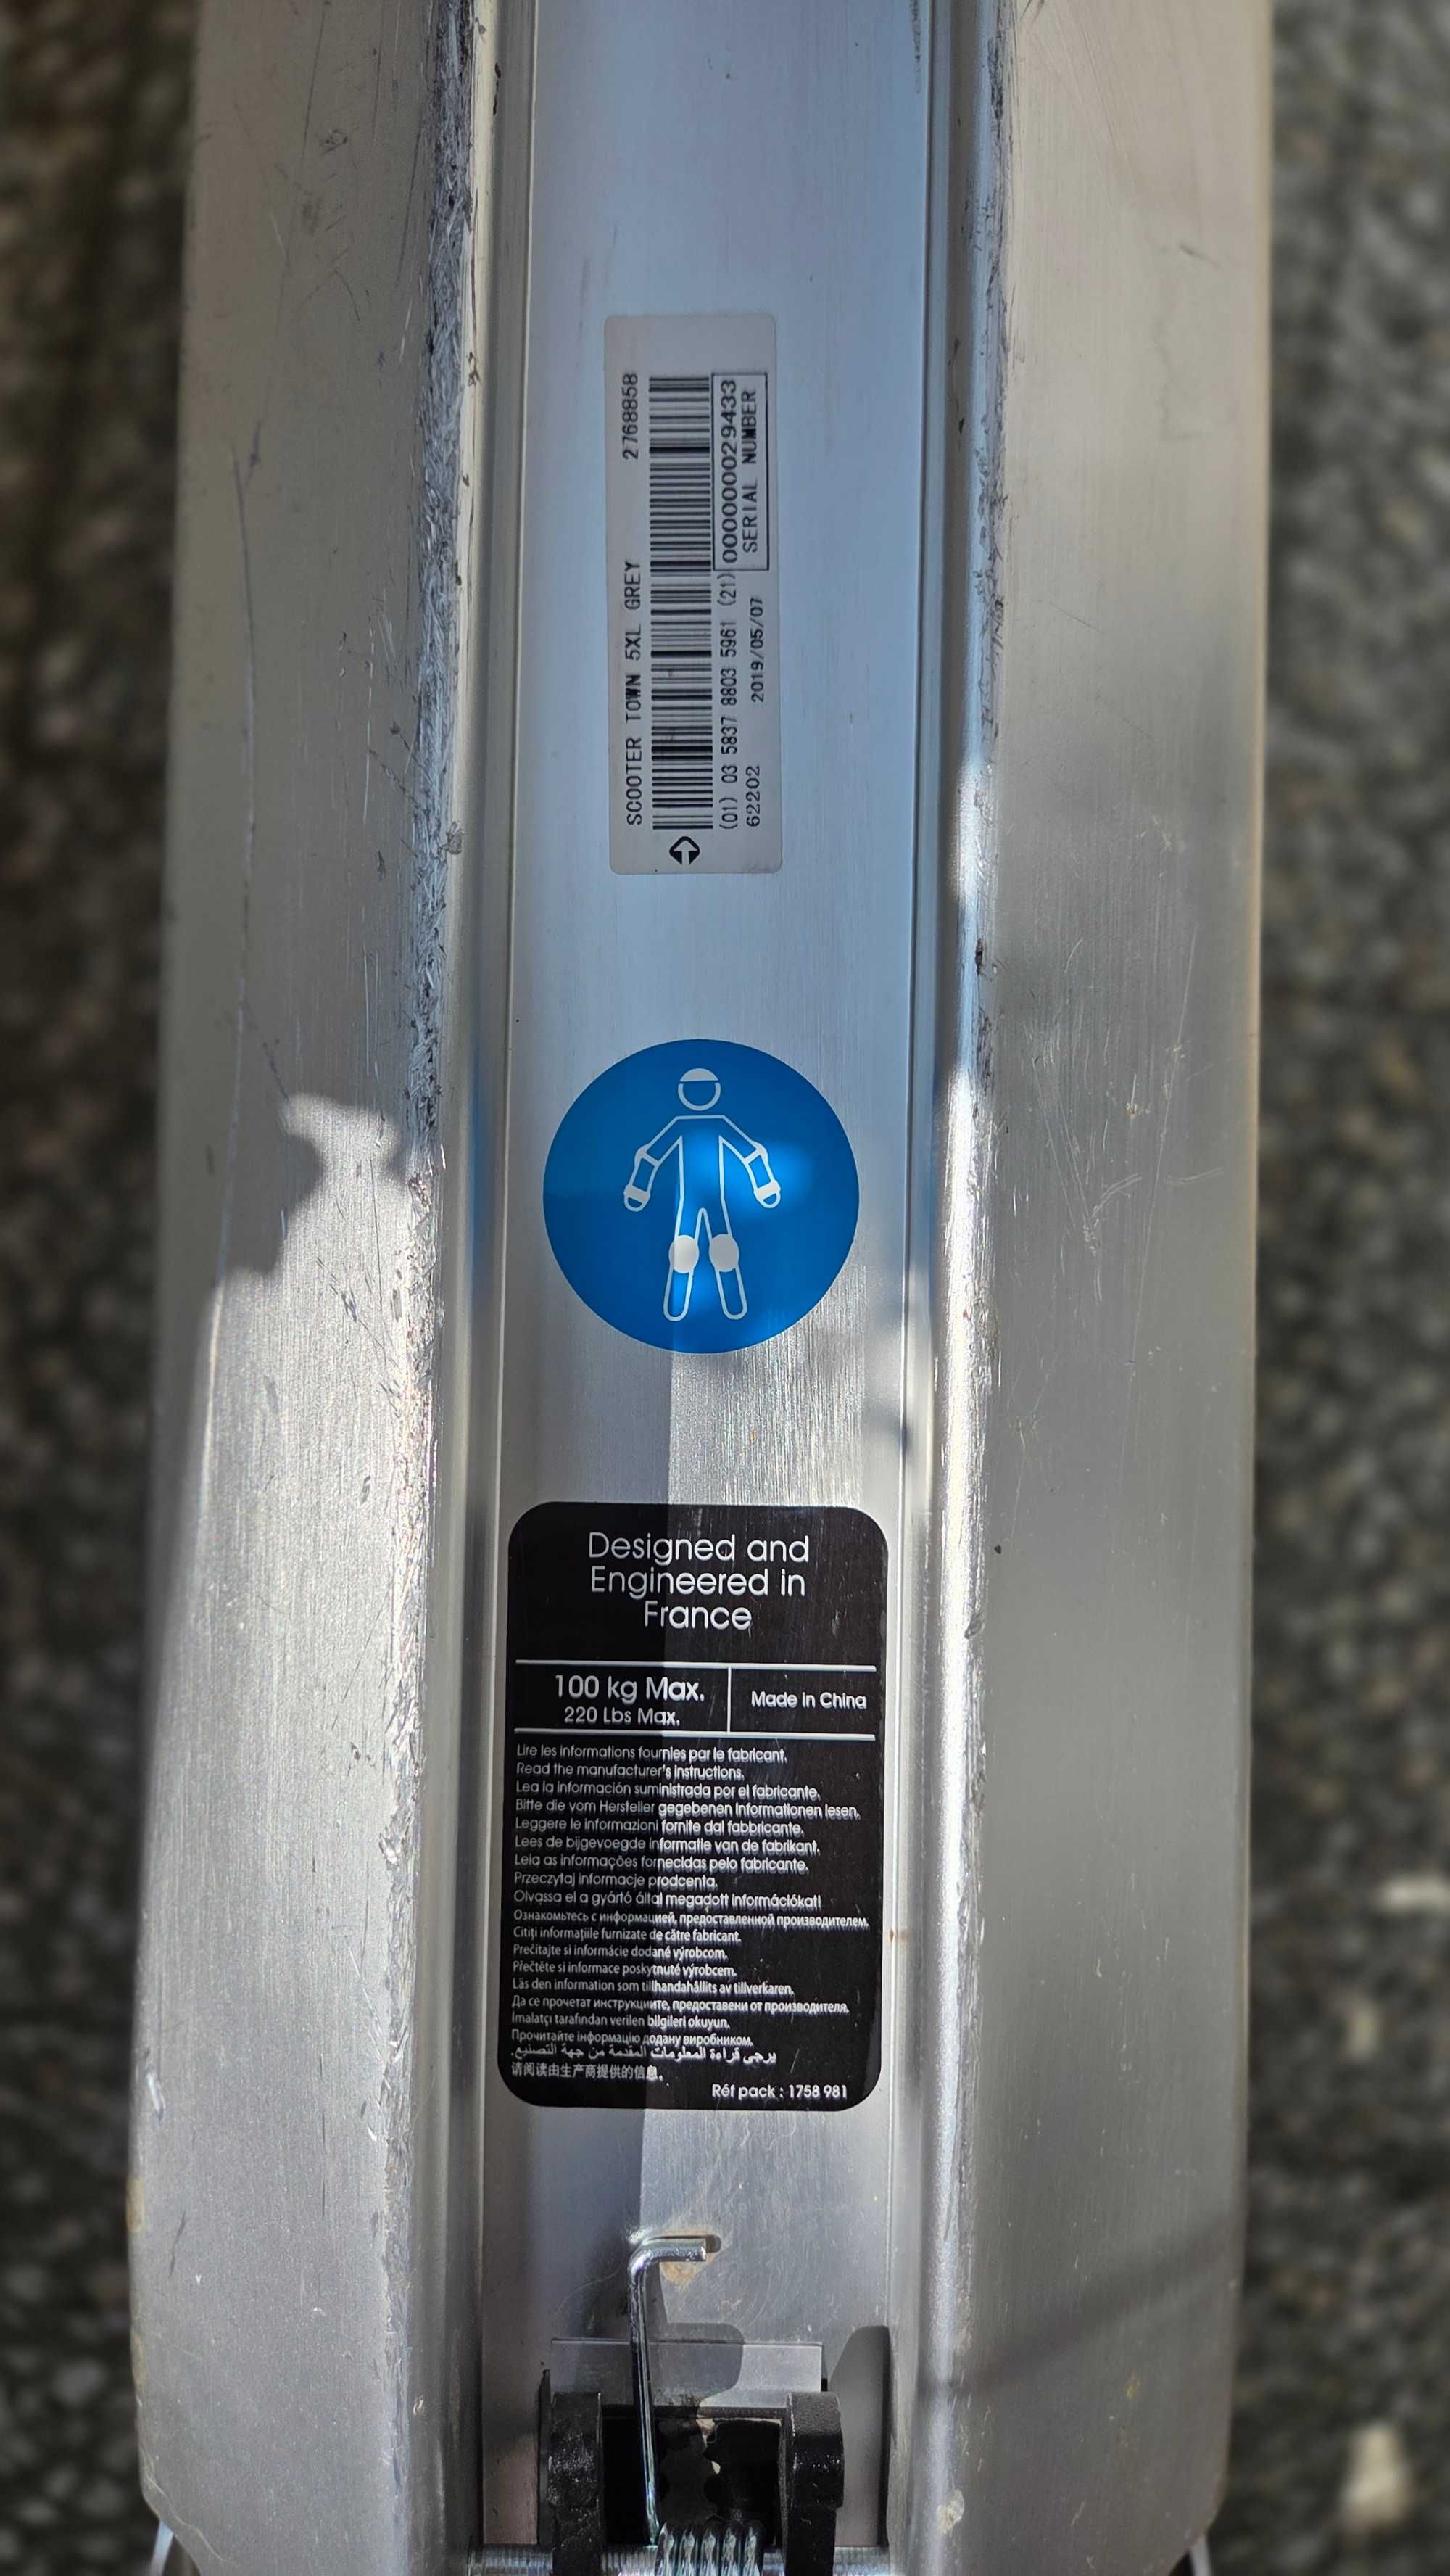 SCOOTER TOWN 5XL GREY 2768858
(01) 03 5837 8803 5961 (21) 00000000029433
62202 2019/05/07 SERIAL NUMBER
Designed and
Engineered in
France
100 kg Max.
220 Lbs Max.
Made in China
Lire les informations fournies par le fabricant.
Read the manufacturer's instructions.
Lea la información suministrada por el fabricante.
Bitte die vom Hersteller gegebenen Informationen lesen.
Leggere le informazioni fornite dal fabbricante.
Lees de bijgevoegde informatie van de fabrikant.
Leia as informações fornecidas pelo fabricante.
Przeczytaj informacje prodcenta.
Olvassa el a gyártó által megadott információkat!
Ознакомьтесь с информацией, предоставленной производителем.
Citiți informațiile furnizate de către fabricant.
Prečítajte si informácie dodané výrobcom.
Přečtěte si informace poskytnuté výrobcem.
Läs den information som tillhandahållits av tillverkaren.
Да се прочетат инструкциите, предоставени от производителя.
İmalatçı tarafından verilen bilgileri okuyun.
Прочитайте інформацію додану виробником.
يرجى قراءة المعلومات المقدمة من جهة التصنيع.
请阅读由生产商提供的信息。
Réf pack : 1758 981